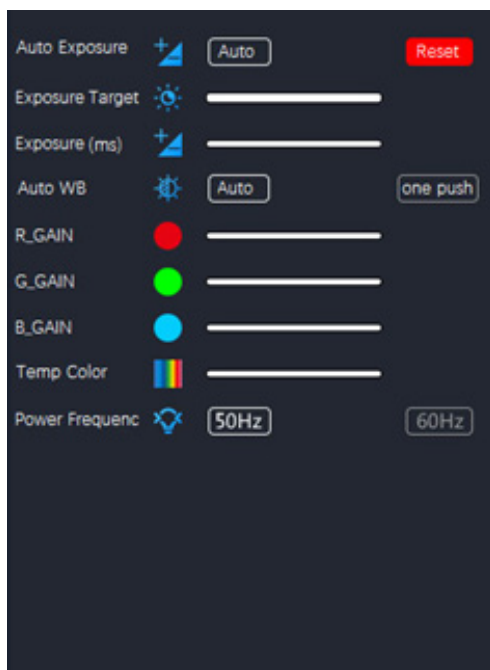 Auto Exposure Auto Reset
Exposure Target
Exposure (ms)
Auto WB Auto one push
R_GAIN
G_GAIN
B_GAIN
Temp Color
Power Frequenc 50Hz 60Hz